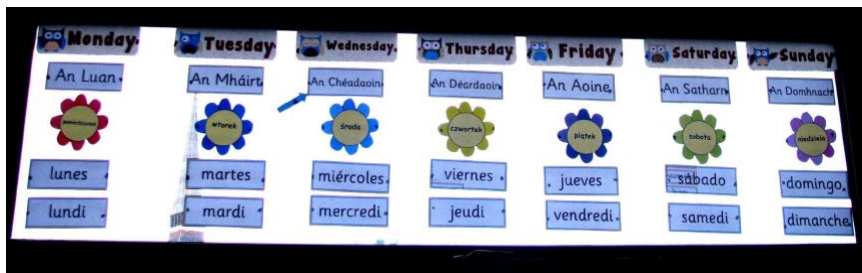 Monday Tuesday Wednesday Thursday Friday Saturday Sunday
An Luan An Mháirt An Chéadaoin An Déardaoin An Aoine An Satharn An Domhnach
poniedziałek wtorek środa czwartek piątek sobota niedziela
lunes martes miércoles viernes jueves sábado domingo
lundi mardi mercredi jeudi vendredi samedi dimanche